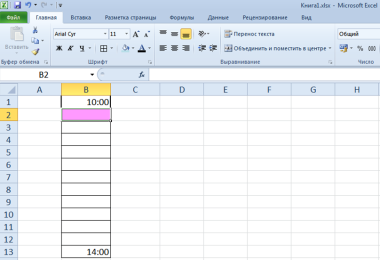 Книга1.xlsx - Microsoft Excel
Файл Главная Вставка Разметка страницы Формулы Данные Рецензирование Вид
Вставить
Arial Cyr 11
Перенос текста
Общий
Ж К Ч
Объединить и поместить в центре
Буфер обмена Шрифт Выравнивание
B2
A B C D E F G H
1 10:00
2
3
4
5
6
7
8
9
10
11
12
13 14:00